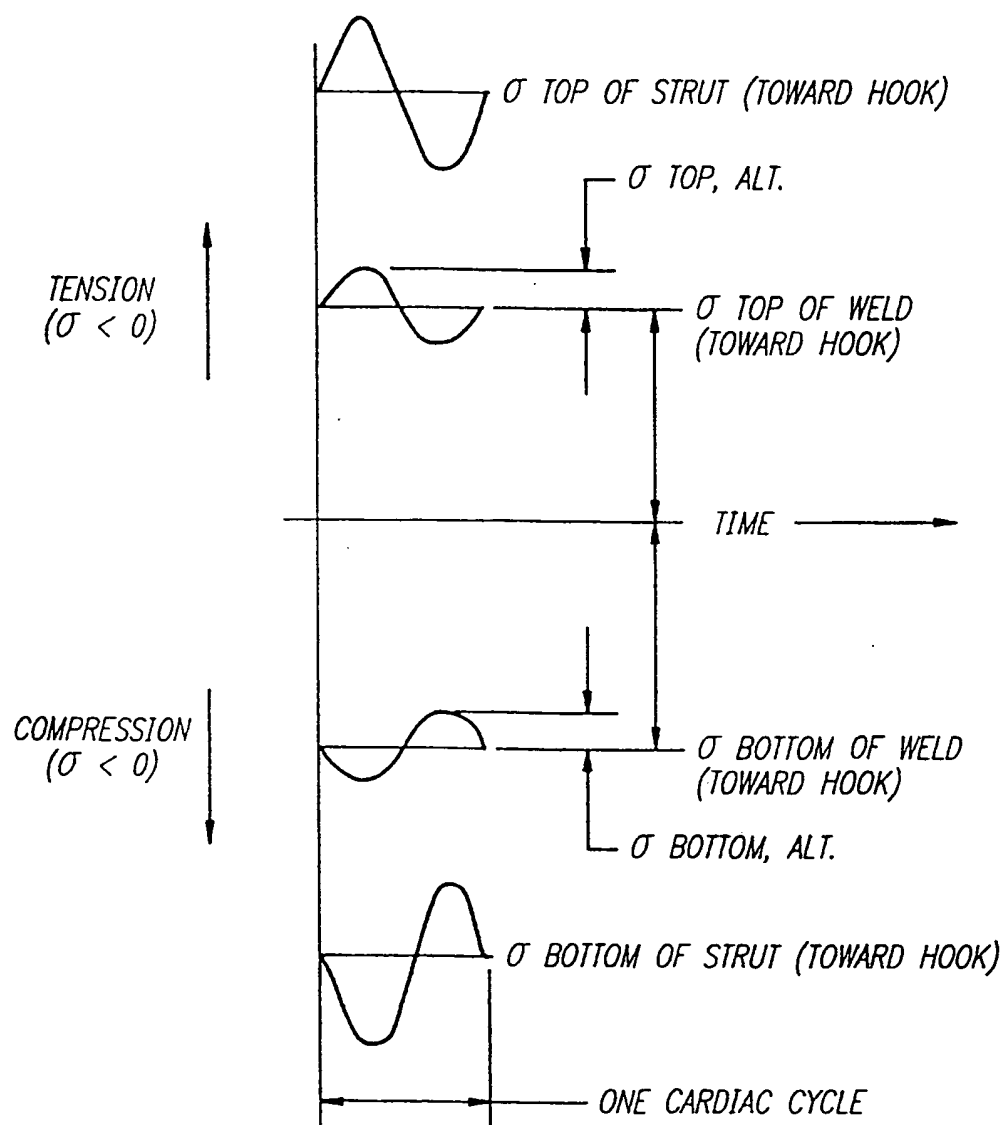 σ TOP OF STRUT (TOWARD HOOK)
σ TOP, ALT.
TENSION
(σ < 0)
σ TOP OF WELD
(TOWARD HOOK)
TIME
COMPRESSION
(σ < 0)
σ BOTTOM OF WELD
(TOWARD HOOK)
σ BOTTOM, ALT.
σ BOTTOM OF STRUT (TOWARD HOOK)
ONE CARDIAC CYCLE